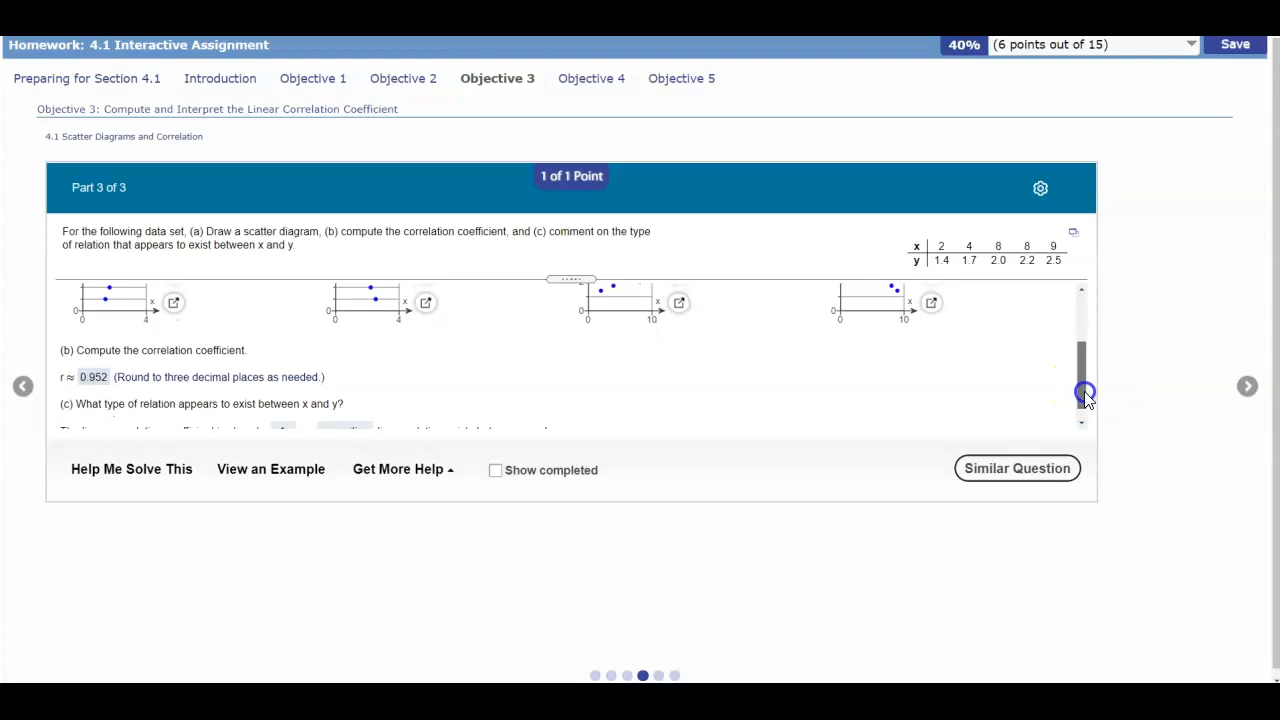 Homework: 4.1 Interactive Assignment
40% (6 points out of 15) Save
Preparing for Section 4.1 Introduction Objective 1 Objective 2 Objective 3 Objective 4 Objective 5
Objective 3: Compute and Interpret the Linear Correlation Coefficient
4.1 Scatter Diagrams and Correlation
Part 3 of 3
1 of 1 Point
For the following data set, (a) Draw a scatter diagram, (b) compute the correlation coefficient, and (c) comment on the type
of relation that appears to exist between x and y.
x 2 4 8 8 9
y 1.4 1.7 2.0 2.2 2.5
0 x 0 x 0 x 0 x
0 4 0 4 0 10 0 10
(b) Compute the correlation coefficient.
r ≈ 0.952 (Round to three decimal places as needed.)
(c) What type of relation appears to exist between x and y?
Help Me Solve This View an Example Get More Help Show completed Similar Question